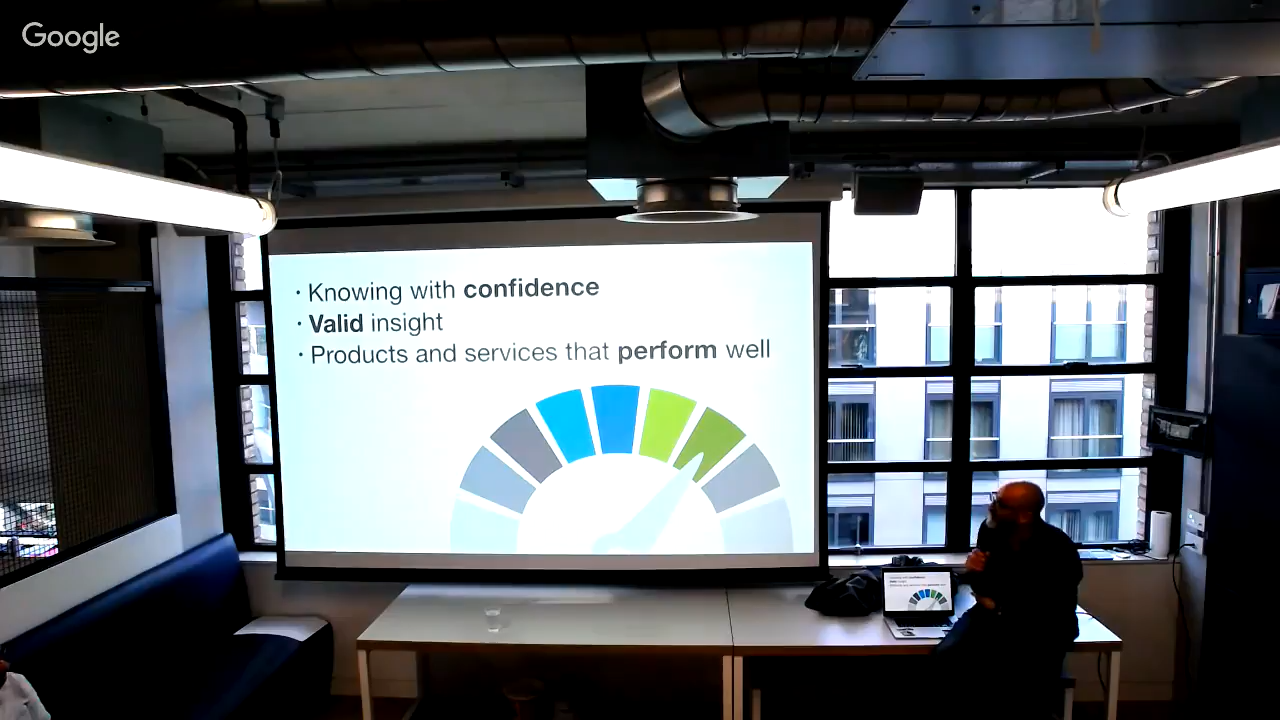 Google
• Knowing with confidence
• Valid insight
• Products and services that perform well